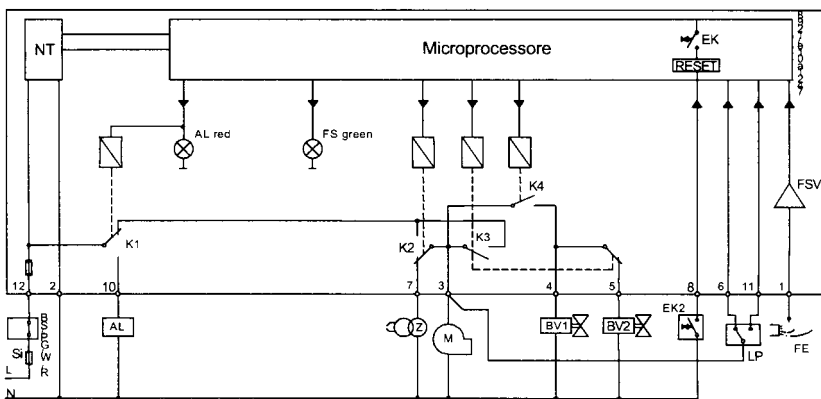 NT
Microprocessore
EK
RESET
AL red
FS green
FSV
K4
K1
K2
K3
12
2
10
7
3
4
5
8
6
11
1
EK2
AL
Z
M
BV1
BV2
LP
FE
Si
L
N